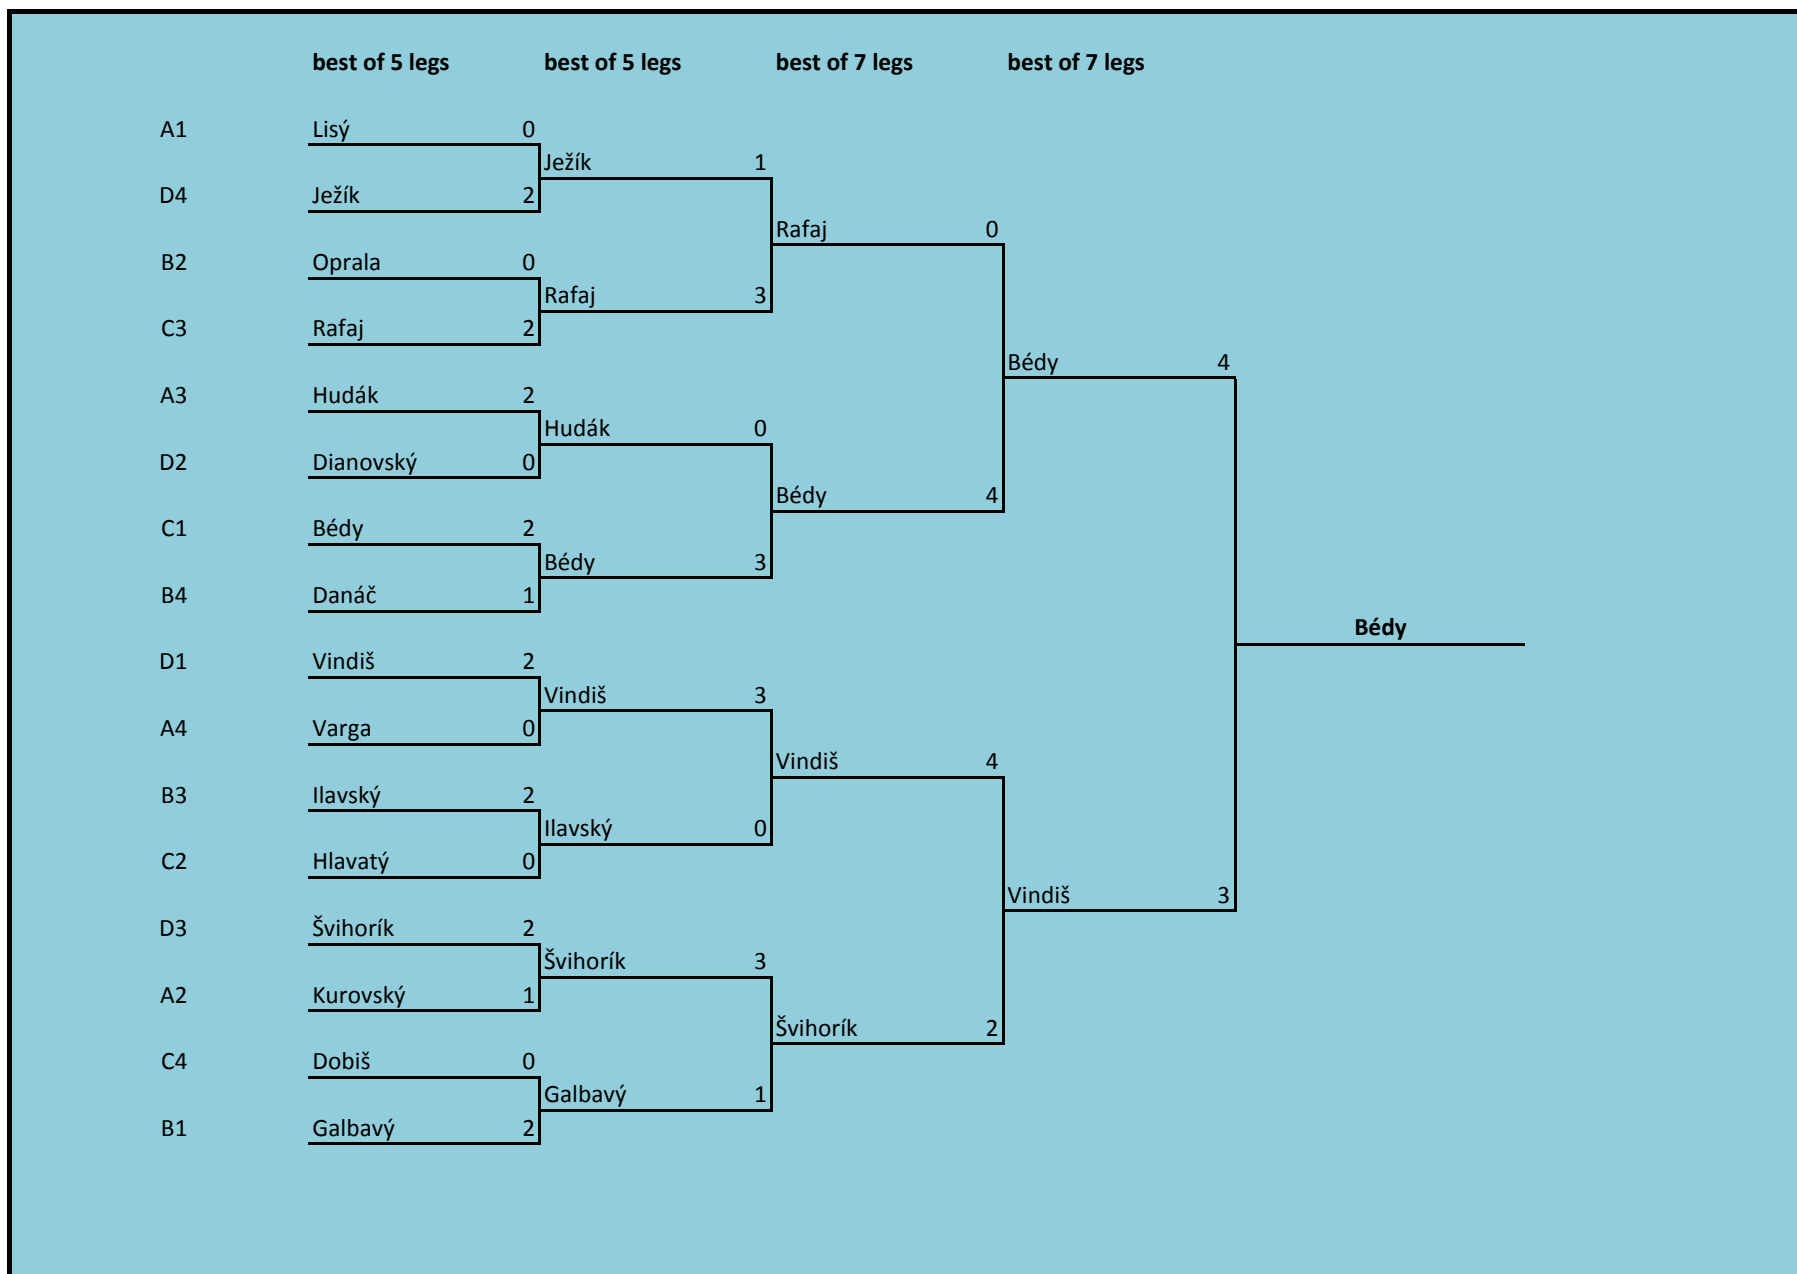 best of 5 legs best of 5 legs best of 7 legs best of 7 legs
A1 Lisý 0
Ježík 1
D4 Ježík 2
Rafaj 0
B2 Oprala 0
Rafaj 3
C3 Rafaj 2
Bédy 4
A3 Hudák 2
Hudák 0
D2 Dianovský 0
Bédy 4
C1 Bédy 2
Bédy 3
B4 Danáč 1
Bédy
D1 Vindiš 2
Vindiš 3
A4 Varga 0
Vindiš 4
B3 Ilavský 2
Ilavský 0
C2 Hlavatý 0
Vindiš 3
D3 Švihorík 2
Švihorík 3
A2 Kurovský 1
Švihorík 2
C4 Dobiš 0
Galbavý 1
B1 Galbavý 2